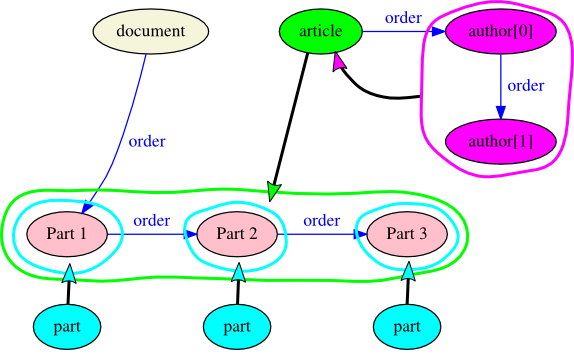 document
article
order
author[0]
order
order
author[1]
Part 1
order
Part 2
order
Part 3
part
part
part